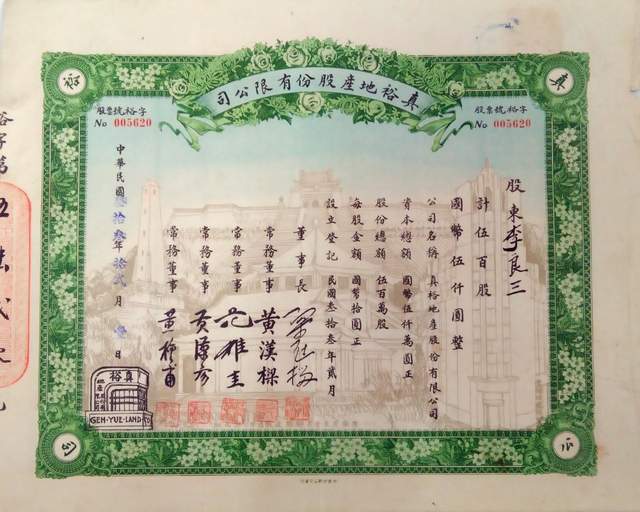 真裕地産股份有限公司
股票號裕字
No 005620
股票號裕字
No 005620
股東李良三
計伍百股
國幣伍仟圓整
公司名稱 真裕地產股份有限公司
資本總額 國幣伍仟萬圓正
股份總額 伍百萬股
每股金額 國幣拾圓正
設立登記 民國叁拾叁年貳月
董事長
常務董事 黃漢樑
常務董事
常務董事
常務董事
中華民國叁拾叁年拾貳月 日
真裕
GEH-YUE-LAND